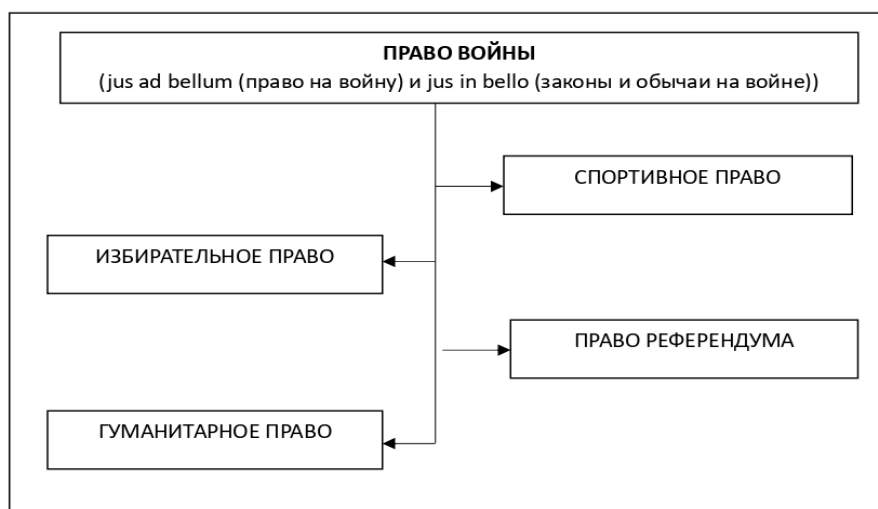 ПРАВО ВОЙНЫ
(jus ad bellum (право на войну) и jus in bello (законы и обычаи на войне))
СПОРТИВНОЕ ПРАВО
ИЗБИРАТЕЛЬНОЕ ПРАВО
ПРАВО РЕФЕРЕНДУМА
ГУМАНИТАРНОЕ ПРАВО